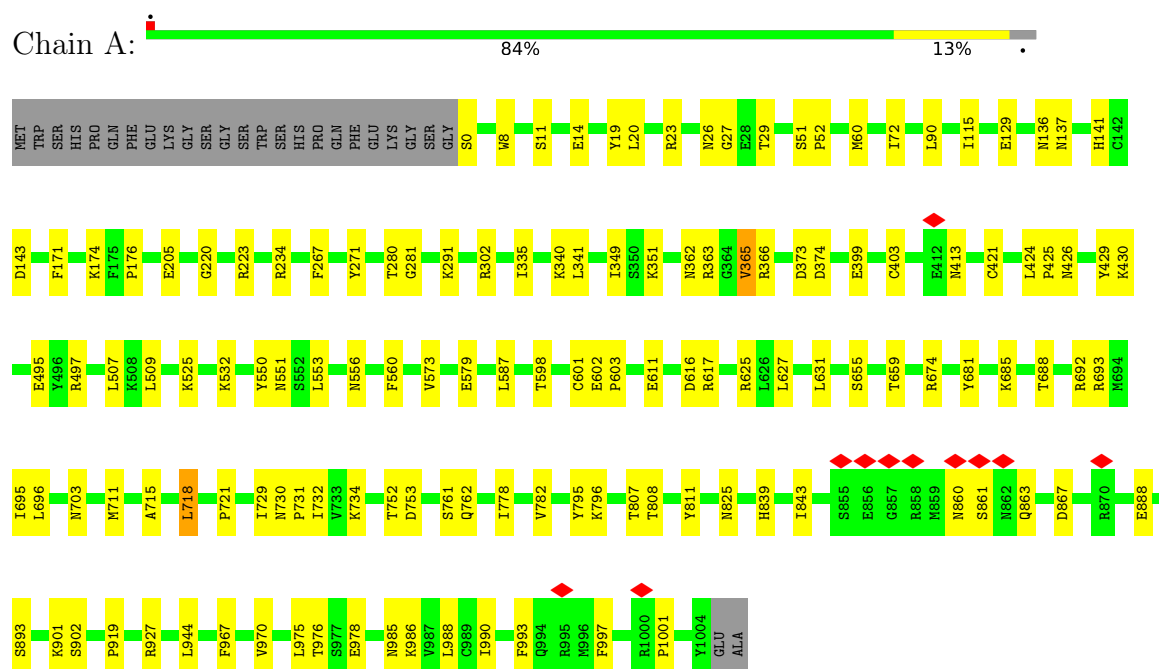 Chain A:
84% 13%
MET TRP SER HIS PRO GLN PHE GLU LYS GLY SER GLY SER TRP SER HIS PRO GLN PHE GLU LYS GLY SER GLY S0 W8 S11 E14 Y19 L20 R23 N26 G27 E28 T29 S51 P52 M60 I72 L90 I115 E129 N136 N137 H141 C142
D143 F171 K174 F175 P176 E205 G220 R223 R234 F267 Y271 T280 G281 K291 R302 I335 K340 L341 I349 S350 K351 N362 R363 G364 V365 R366 D373 D374 E399 C403 E412 N413 C421 L424 P425 N426 Y429 K430
E495 Y496 R497 L507 K508 L509 K525 K532 Y550 N551 S552 L553 N556 F560 V573 E579 L587 T598 C601 E602 P603 E611 D616 R617 R625 L626 L627 L631 S655 T659 R674 Y681 K685 T688 R692 R693 M694
I695 L696 N703 M711 A715 L718 P721 I729 N730 P731 I732 V733 K734 T752 D753 S761 Q762 I778 V782 Y795 K796 T807 T808 Y811 N825 H839 I843 S855 E856 G857 R858 M859 N860 S861 N862 Q863 D867 R870 E888
S893 K901 S902 P919 R927 L944 F967 V970 L975 T976 S977 E978 N985 K986 V987 L988 C989 I990 F993 Q994 R995 M996 F997 R1000 P1001 Y1004 GLU ALA